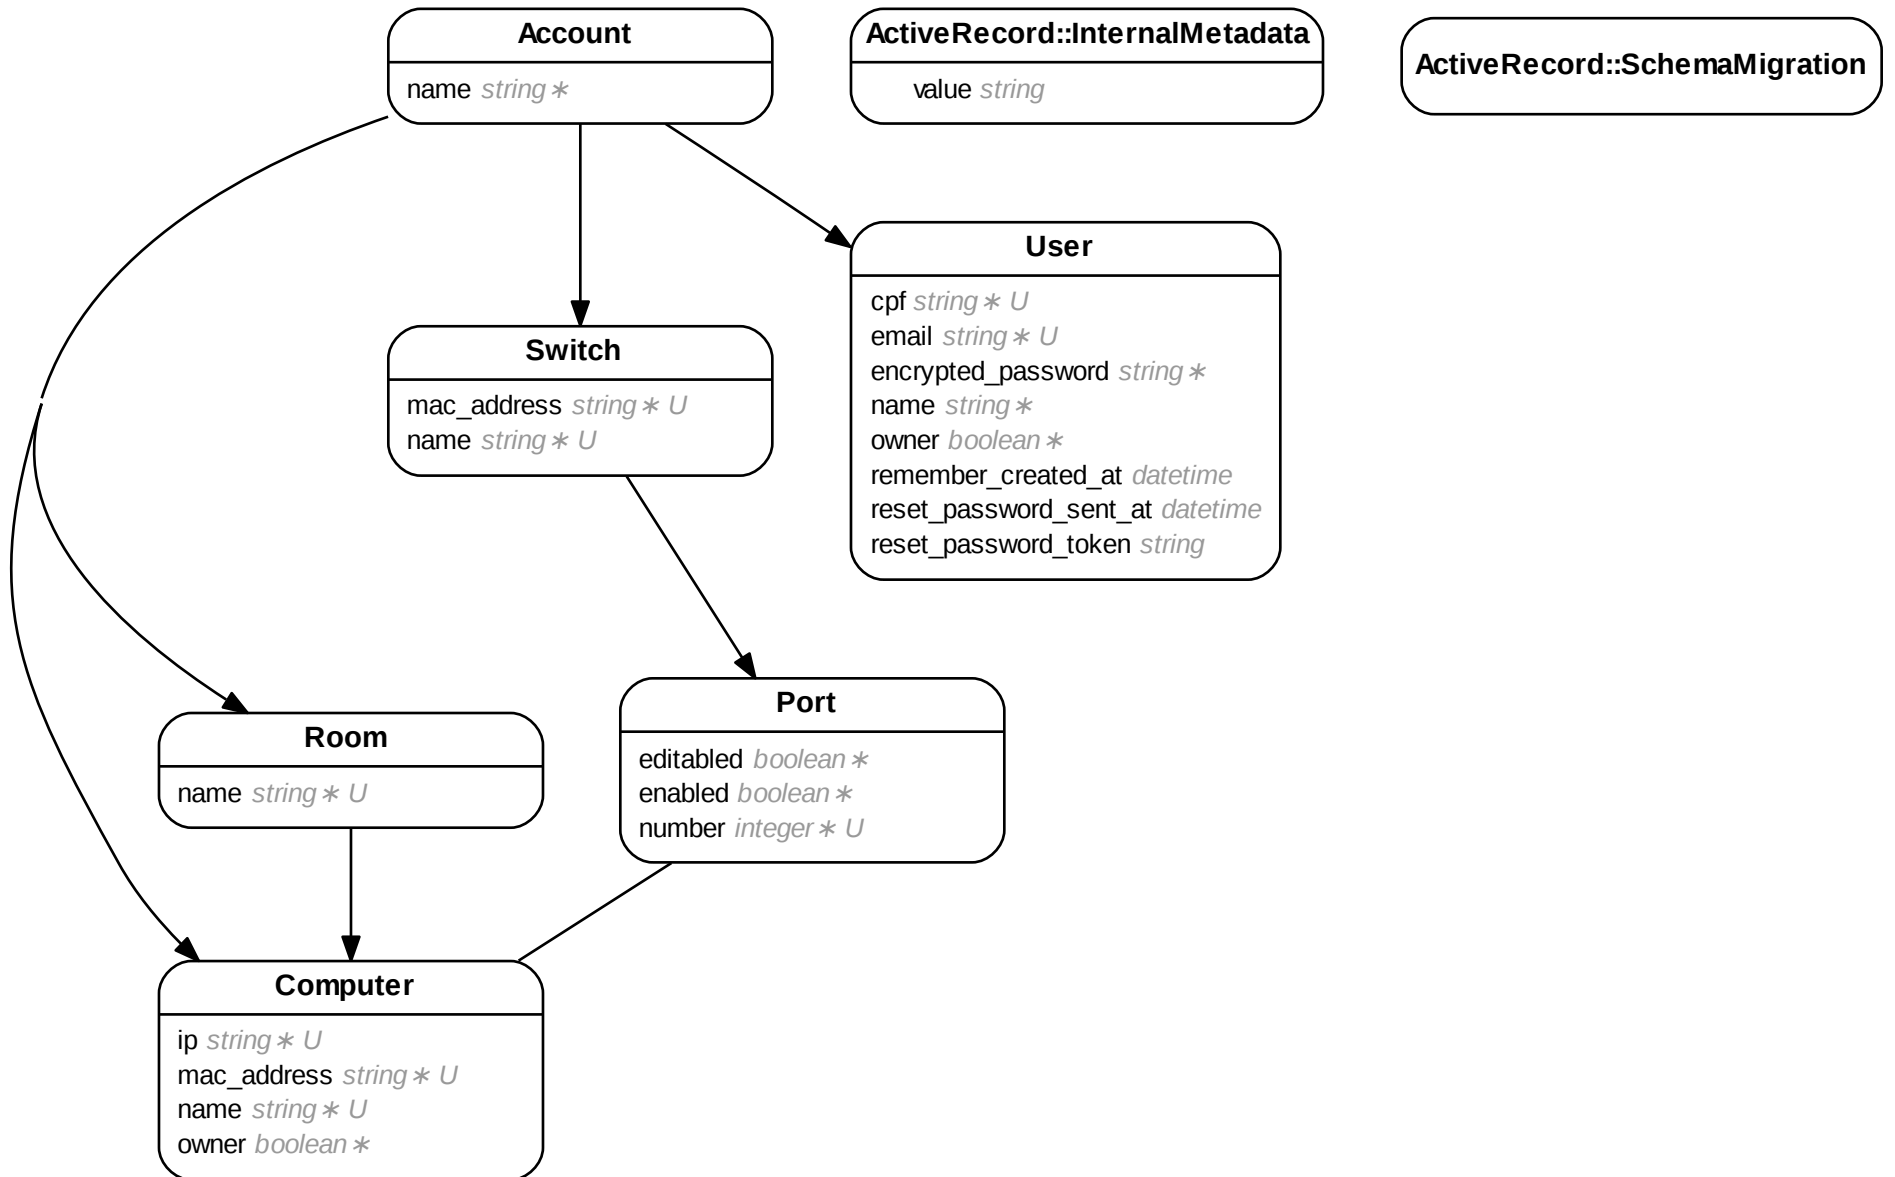 Account
name string∗
ActiveRecord::InternalMetadata
value string
ActiveRecord::SchemaMigration
User
cpf string∗ U
email string∗ U
encrypted_password string∗
name string∗
owner boolean∗
remember_created_at datetime
reset_password_sent_at datetime
reset_password_token string
Switch
mac_address string∗ U
name string∗ U
Port
editabled boolean∗
enabled boolean∗
number integer∗ U
Room
name string∗ U
Computer
ip string∗ U
mac_address string∗ U
name string∗ U
owner boolean∗